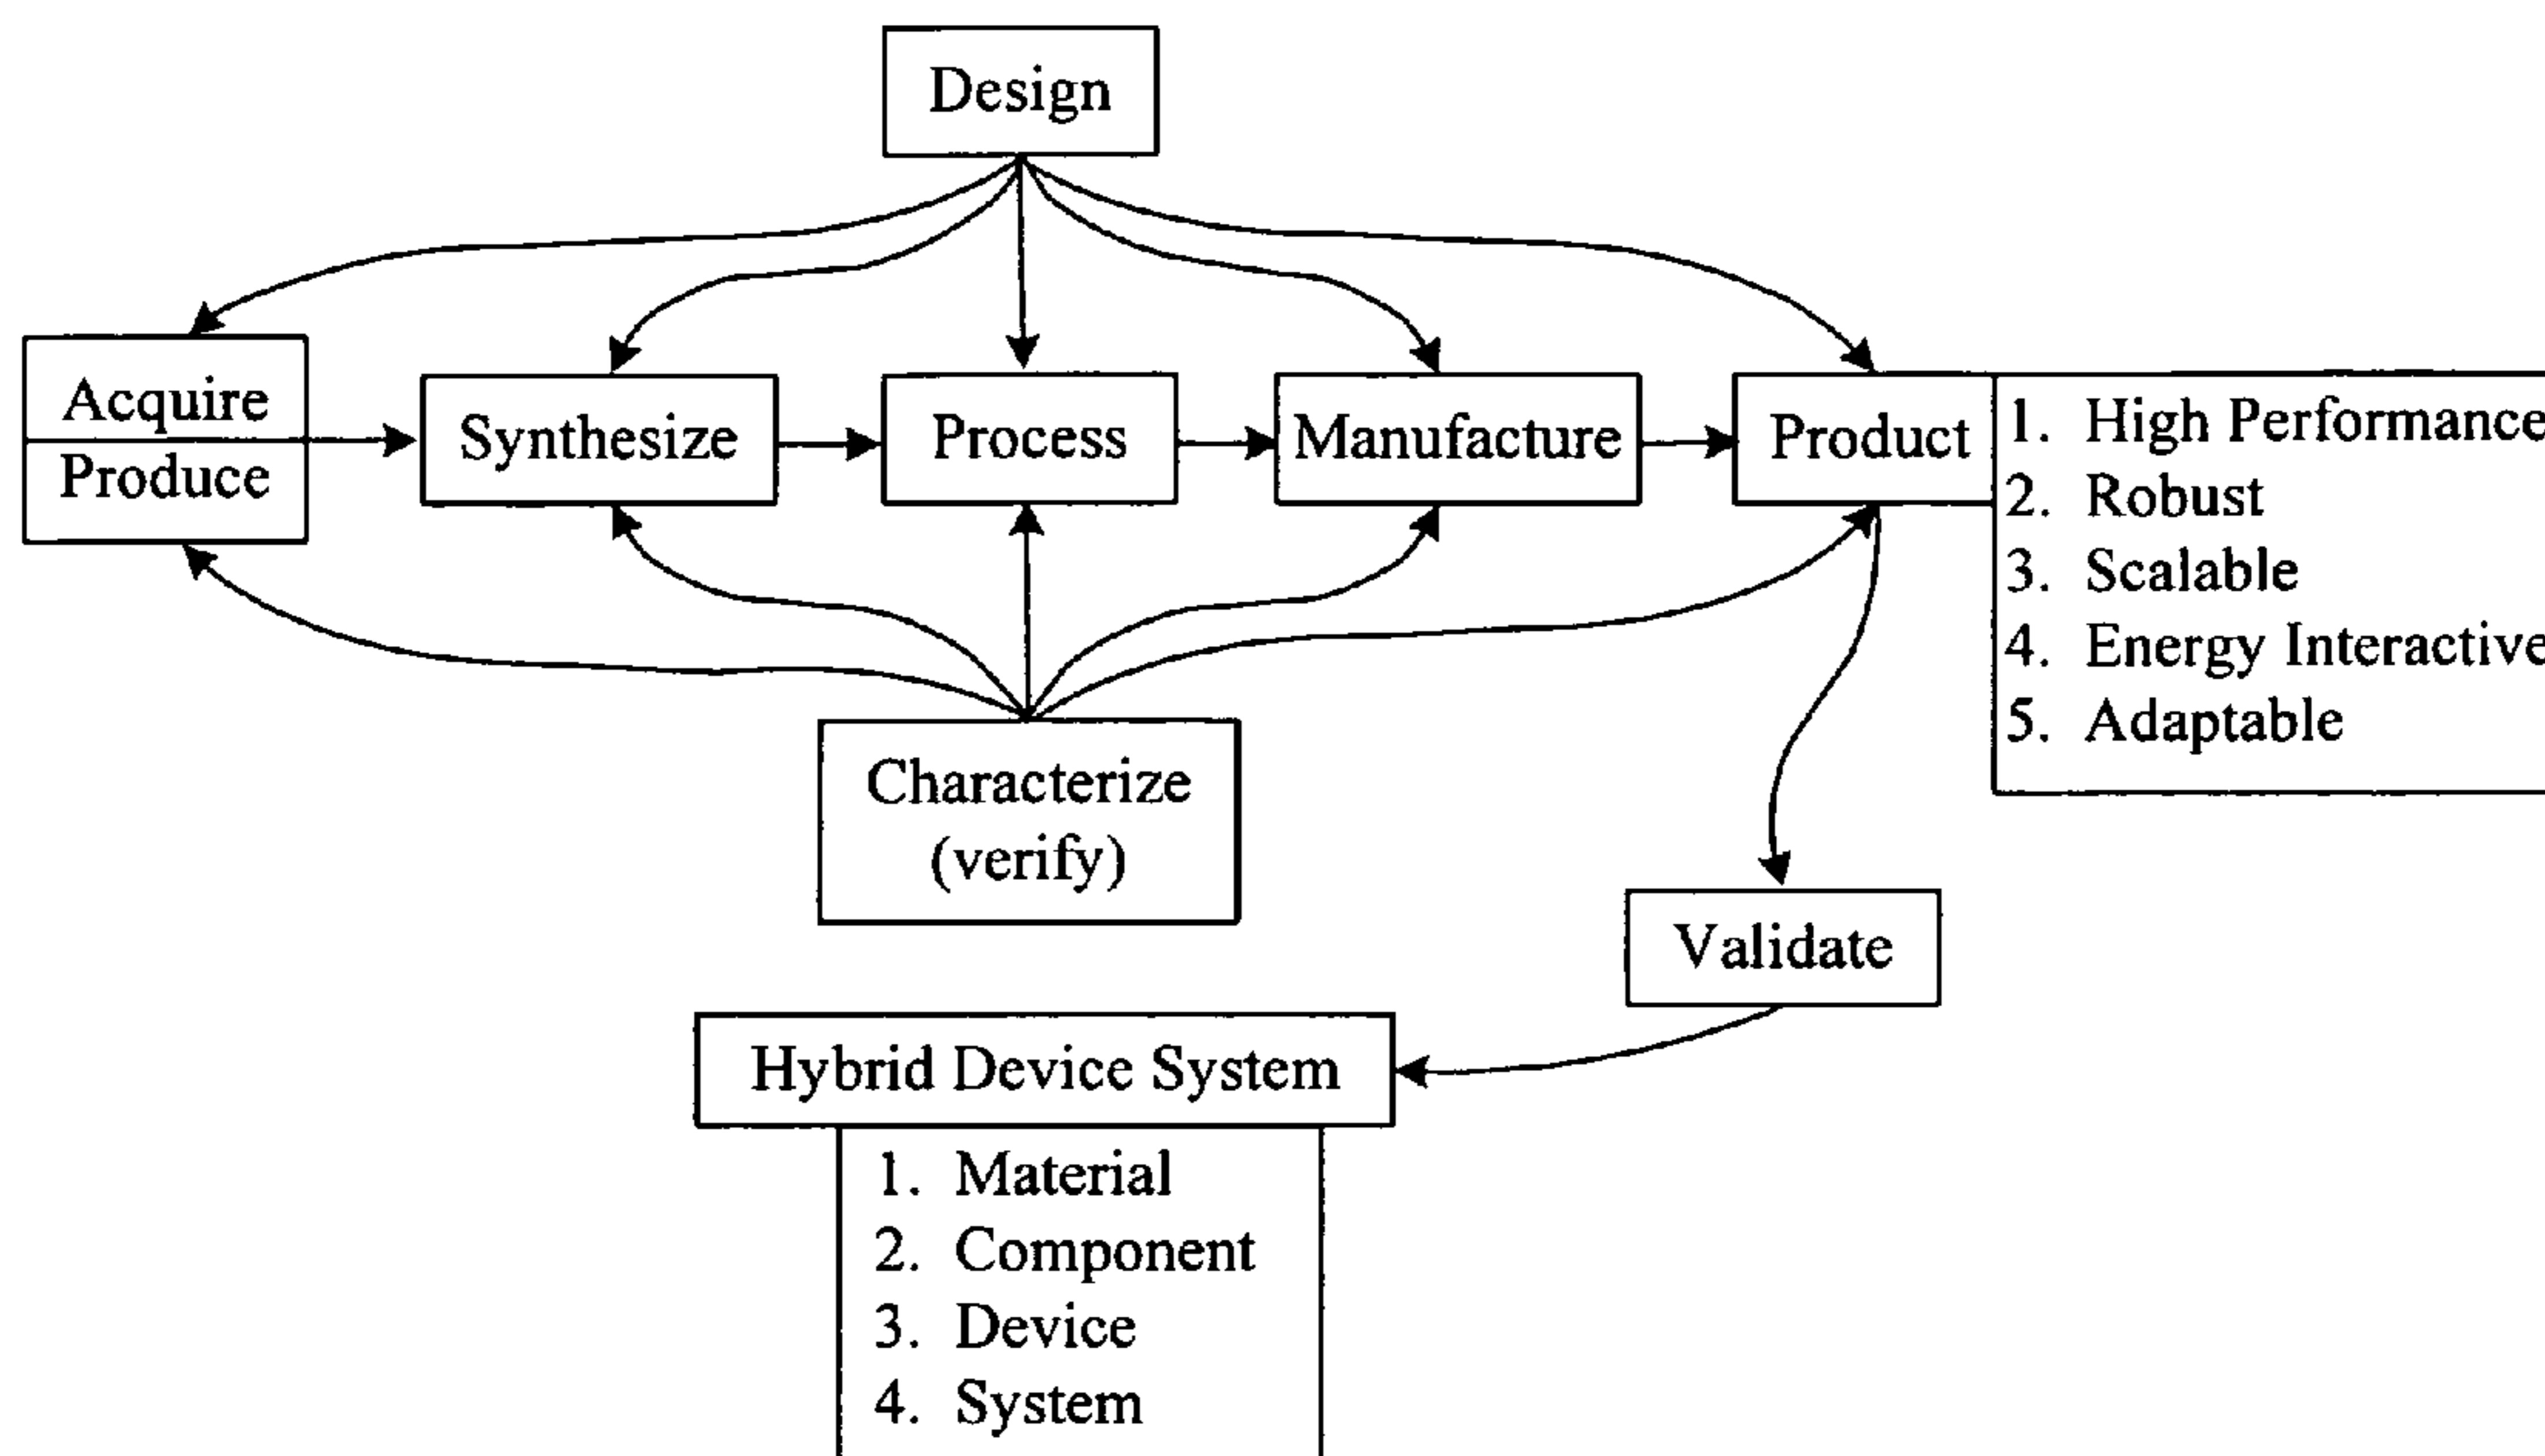 Design
Acquire
Produce
Synthesize
Process
Manufacture
Product
1. High Performance
2. Robust
3. Scalable
4. Energy Interactive
5. Adaptable
Characterize
(verify)
Validate
Hybrid Device System
1. Material
2. Component
3. Device
4. System